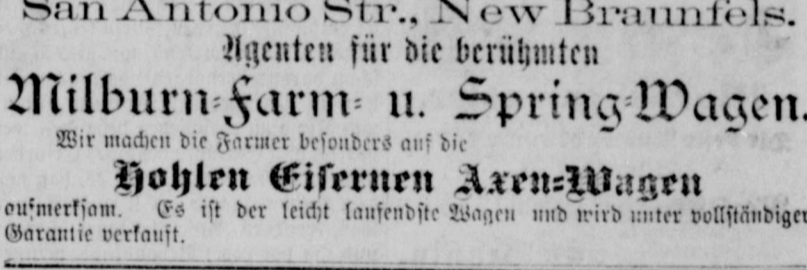 San Antonio Str., New Braunfels.
Agenten für die berühmten
Milburn-Farm- u. Spring-Wagen.
Wir machen die Farmer besonders auf die
Hohlen Eisernen Axen-Wagen
aufmerksam. Es ist der leicht laufendste Wagen und wird unter vollständiger
Garantie verkauft.